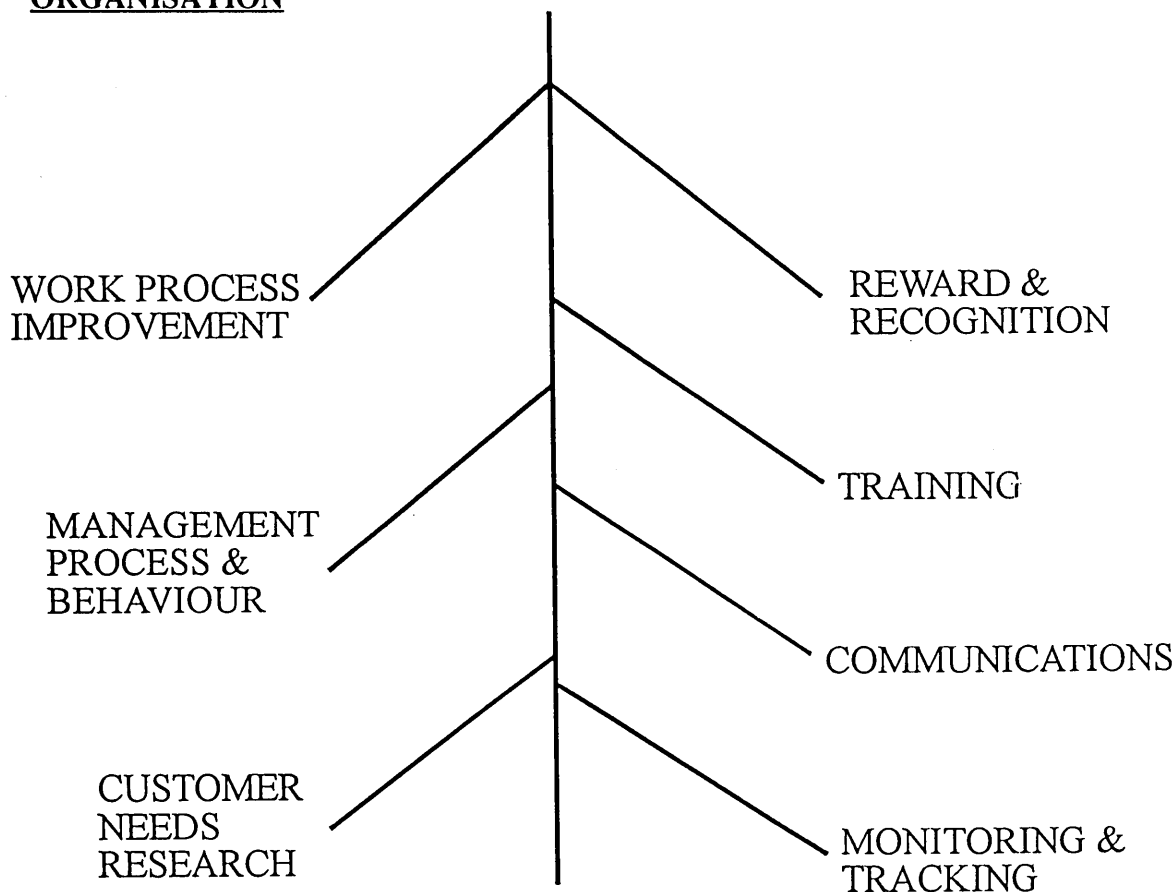 ORGANISATION
WORK PROCESS
IMPROVEMENT
REWARD &
RECOGNITION
MANAGEMENT
PROCESS &
BEHAVIOUR
TRAINING
COMMUNICATIONS
CUSTOMER
NEEDS
RESEARCH
MONITORING &
TRACKING